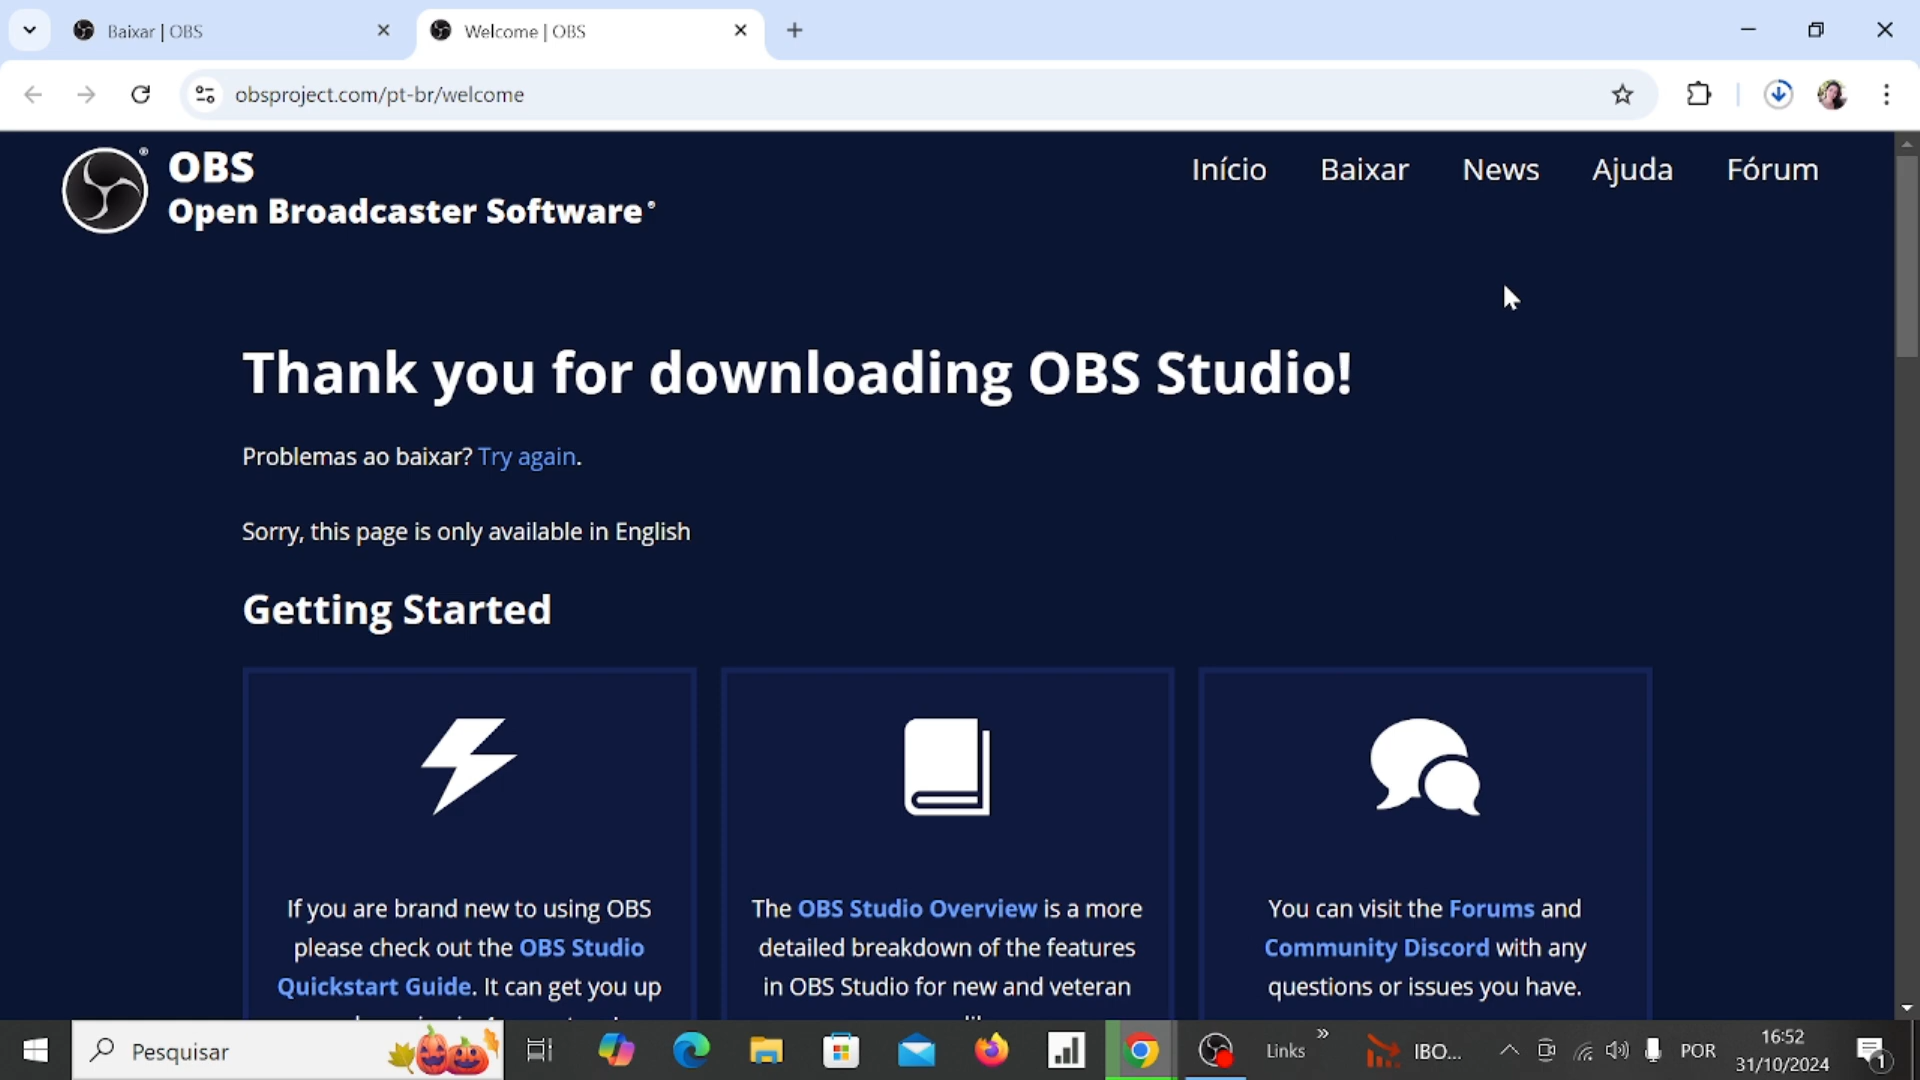 Baixar | OBS
Welcome | OBS
obsproject.com/pt-br/welcome
OBS
Open Broadcaster Software
Início
Baixar
News
Ajuda
Fórum
Thank you for downloading OBS Studio!
Problemas ao baixar? Try again.
Sorry, this page is only available in English
Getting Started
If you are brand new to using OBS
please check out the OBS Studio
Quickstart Guide. It can get you up
The OBS Studio Overview is a more
detailed breakdown of the features
in OBS Studio for new and veteran
You can visit the Forums and
Community Discord with any
questions or issues you have.
Pesquisar
Links
IBO...
POR
16:52
31/10/2024
1